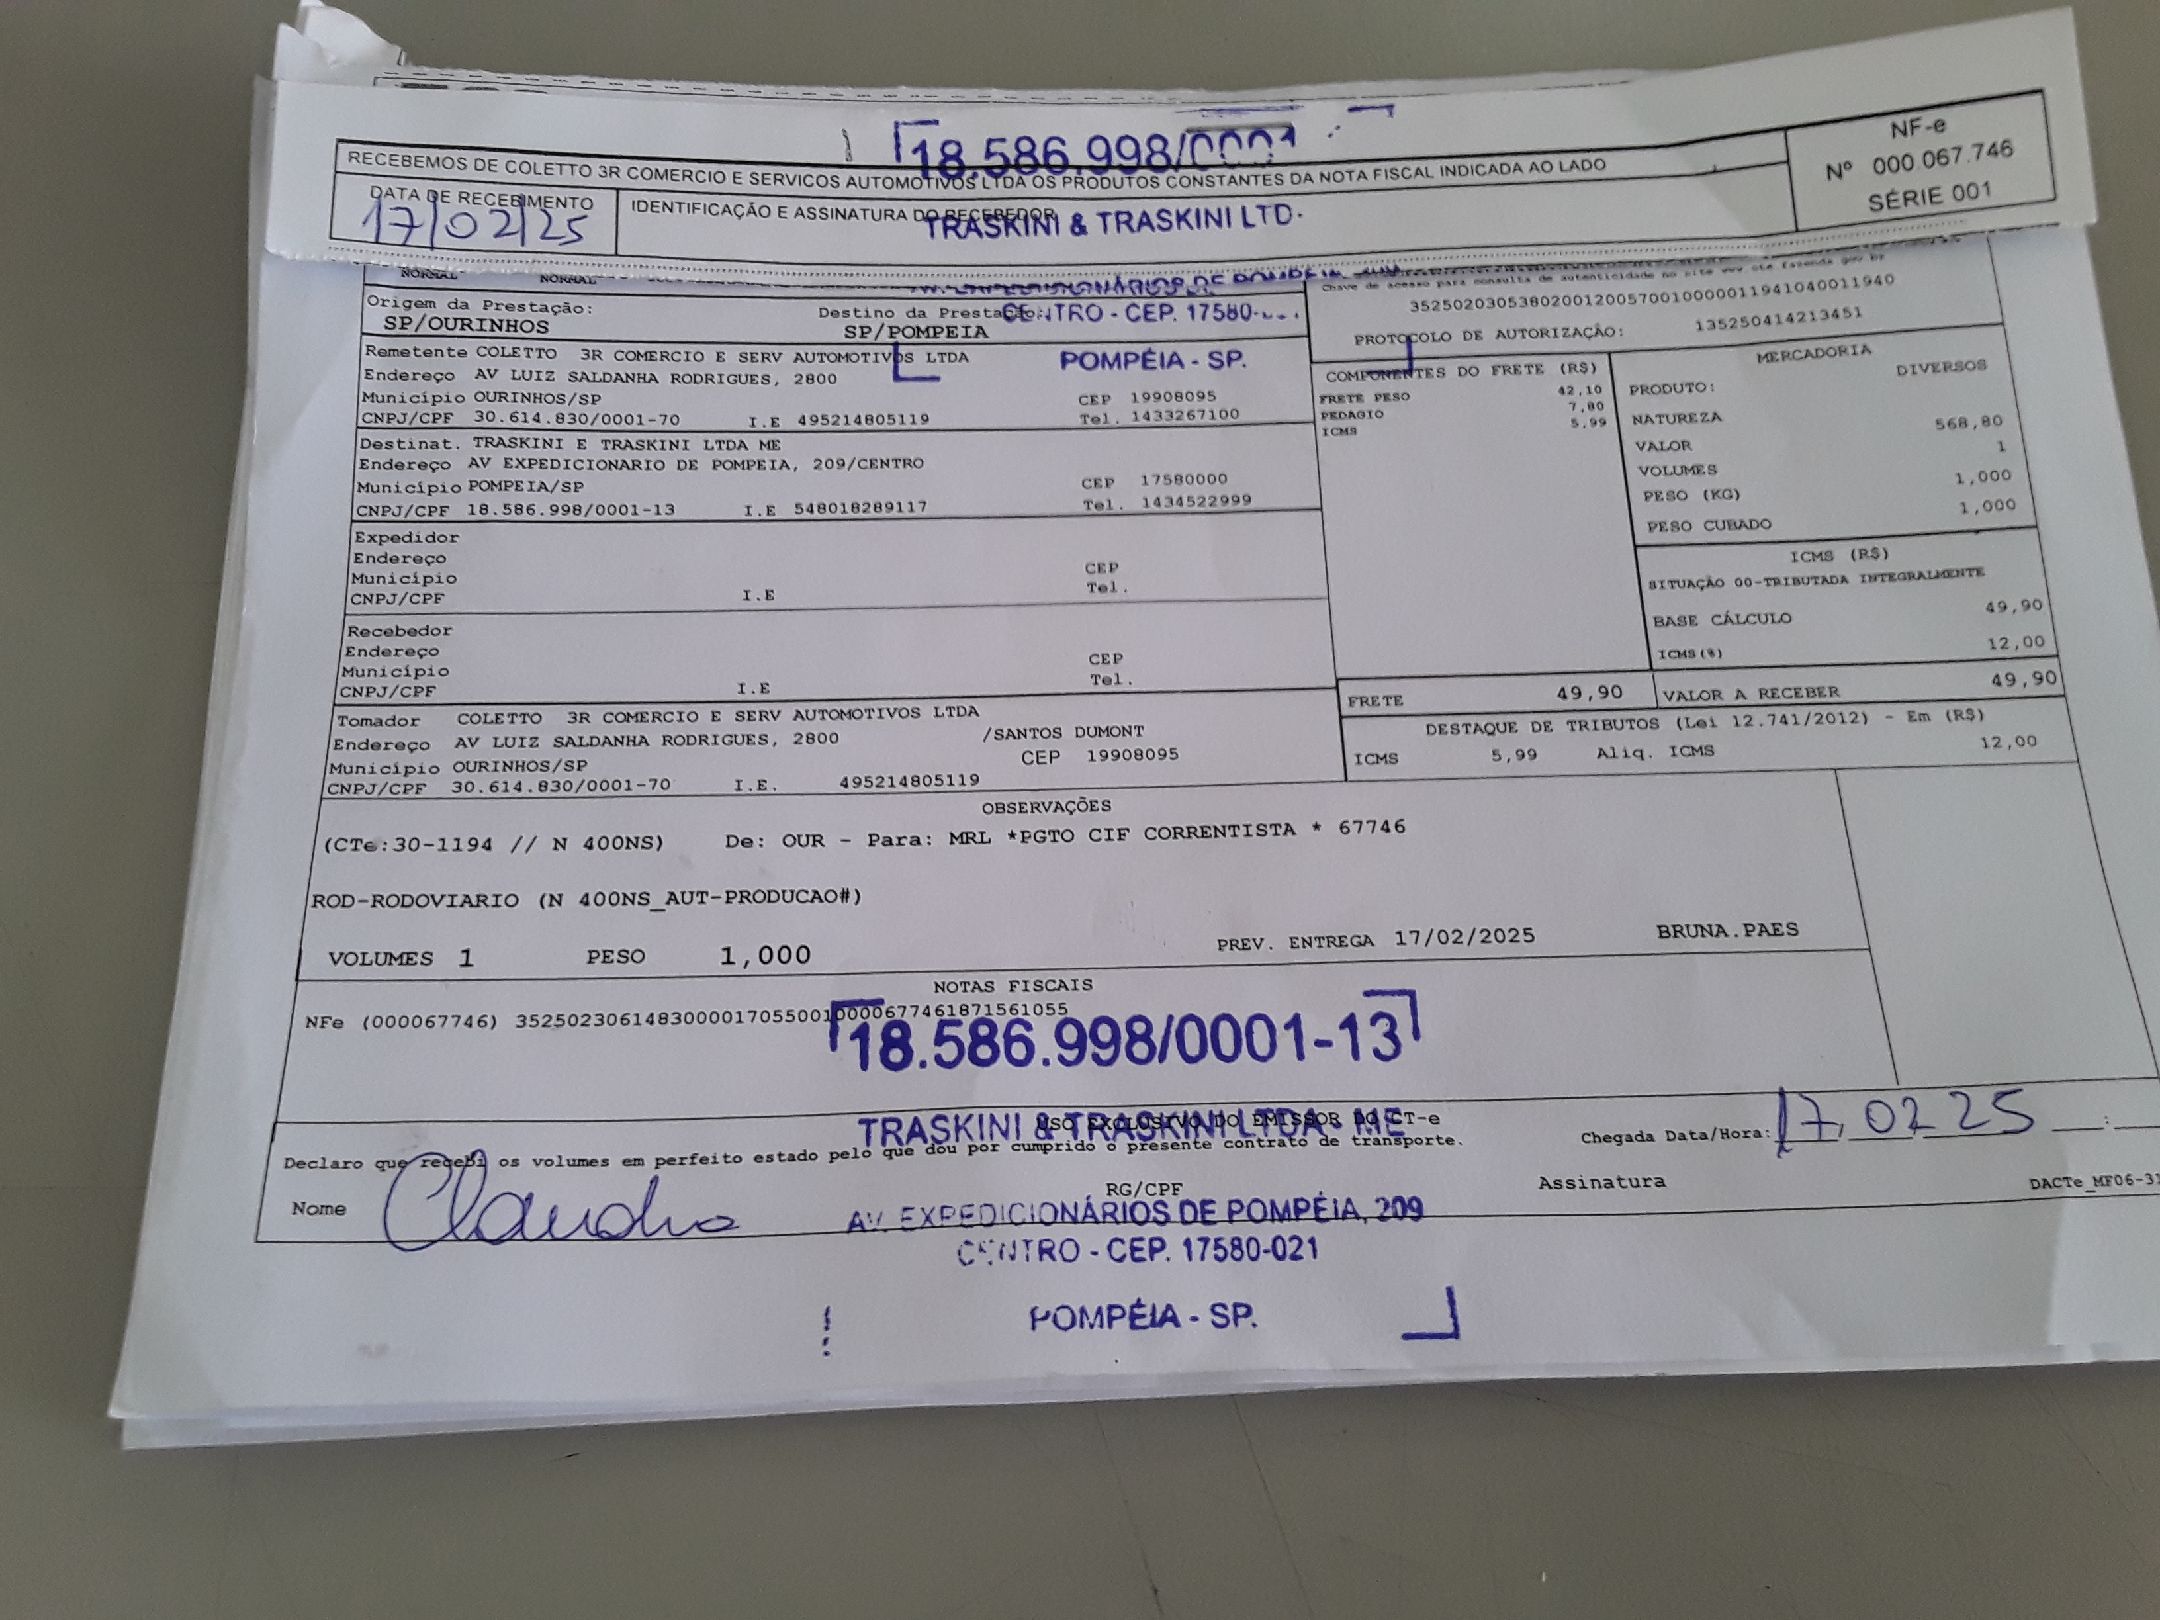 18.586.998/0001
RECEBEMOS DE COLETTO 3R COMERCIO E SERVICOS AUTOMOTIVOS LTDA OS PRODUTOS CONSTANTES DA NOTA FISCAL INDICADA AO LADO
NF-e
Nº 000.067.746
SÉRIE 001
DATA DE RECEBIMENTO
17/02/25
IDENTIFICAÇÃO E ASSINATURA DO RECEBEDOR
TRASKINI & TRASKINI LTD.
NORMAL NORMAL
Chave de acesso para consulta de autenticidade no site www.cte.fazenda.gov.br
Origem da Prestação:
SP/OURINHOS
Destino da Prestação:
SP/POMPEIA
CENTRO - CEP. 17580-
POMPÉIA - SP.
PROTOCOLO DE AUTORIZAÇÃO: 135250414213451
Remetente COLETTO 3R COMERCIO E SERV AUTOMOTIVOS LTDA
Endereço AV LUIZ SALDANHA RODRIGUES, 2800
Município OURINHOS/SP CEP 19908095
CNPJ/CPF 30.614.830/0001-70 I.E 495214805119 Tel. 1433267100
Destinat. TRASKINI E TRASKINI LTDA ME
Endereço AV EXPEDICIONARIO DE POMPEIA, 209/CENTRO
Município POMPEIA/SP CEP 17580000
CNPJ/CPF 18.586.998/0001-13 I.E 548018289117 Tel. 1434522999
Expedidor
Endereço
Município CEP
CNPJ/CPF I.E Tel.
Recebedor
Endereço
Município CEP
CNPJ/CPF I.E Tel.
Tomador COLETTO 3R COMERCIO E SERV AUTOMOTIVOS LTDA
Endereço AV LUIZ SALDANHA RODRIGUES, 2800 /SANTOS DUMONT
Município OURINHOS/SP CEP 19908095
CNPJ/CPF 30.614.830/0001-70 I.E. 495214805119
COMPONENTES DO FRETE (R$)
FRETE PESO 42,10
PEDAGIO 7,80
ICMS 5,99
MERCADORIA
PRODUTO: DIVERSOS
NATUREZA
VALOR 568,80
VOLUMES 1
PESO (KG) 1,000
PESO CUBADO 1,000
ICMS (R$)
SITUAÇÃO 00-TRIBUTADA INTEGRALMENTE
BASE CÁLCULO 49,90
ICMS(%) 12,00
FRETE 49,90 VALOR A RECEBER 49,90
DESTAQUE DE TRIBUTOS (Lei 12.741/2012) - Em (R$)
ICMS 5,99 Aliq. ICMS 12,00
OBSERVAÇÕES
(CTe:30-1194 // N 400NS) De: OUR - Para: MRL *PGTO CIF CORRENTISTA * 67746
ROD-RODOVIARIO (N 400NS_AUT-PRODUCAO#)
VOLUMES 1 PESO 1,000 PREV. ENTREGA 17/02/2025 BRUNA.PAES
NOTAS FISCAIS
NFe (000067746) 35250230614830000170550010000677461871561055
18.586.998/0001-13
USO EXCLUSIVO DO EMISSOR DO CT-e
TRASKINI & TRASKINI LTDA - ME
Declaro que recebi os volumes em perfeito estado pelo que dou por cumprido o presente contrato de transporte.
Chegada Data/Hora: 17 02 25 :
Nome Claudio RG/CPF Assinatura
AV. EXPEDICIONÁRIOS DE POMPÉIA, 209
CENTRO - CEP. 17580-021
POMPÉIA - SP.